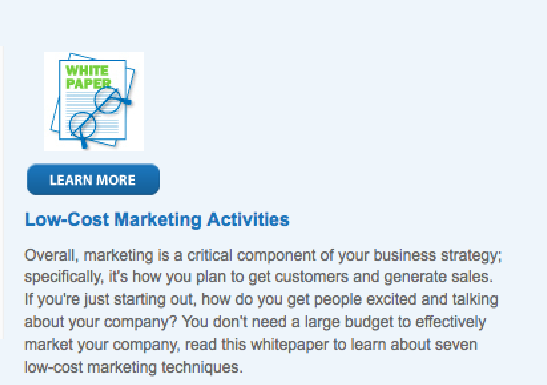 WHITE
PAPER
LEARN MORE
Low-Cost Marketing Activities
Overall, marketing is a critical component of your business strategy;
specifically, it's how you plan to get customers and generate sales.
If you're just starting out, how do you get people excited and talking
about your company? You don't need a large budget to effectively
market your company, read this whitepaper to learn about seven
low-cost marketing techniques.